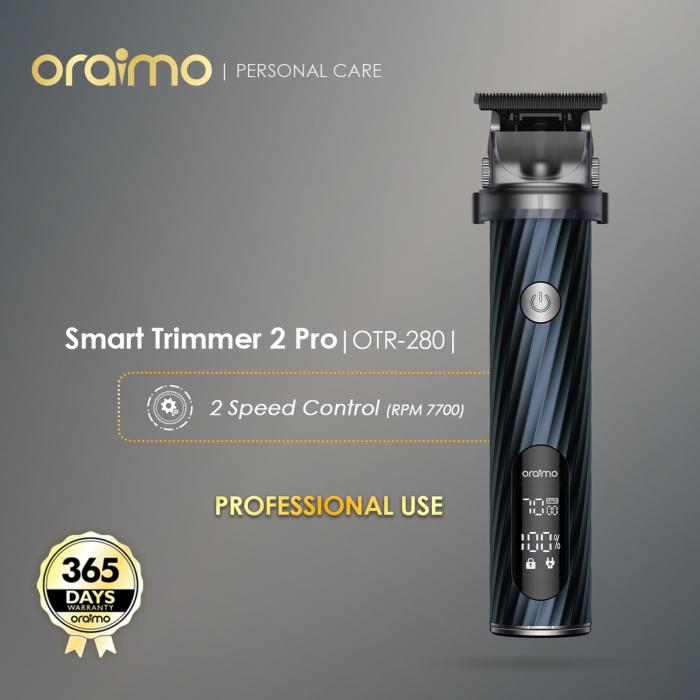 oraimo | PERSONAL CARE
Smart Trimmer 2 Pro|OTR-280|
2 Speed Control (RPM 7700)
PROFESSIONAL USE
oraimo
100%
365
DAYS
WARRANTY
oraimo